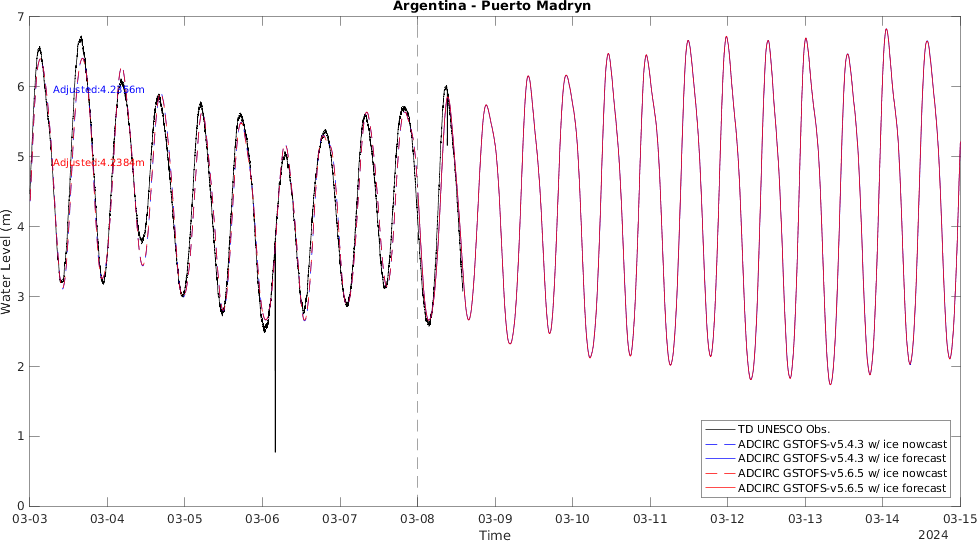 Argentina - Puerto Madryn
Water Level (m)
7
6
5
4
3
2
1
0
Adjusted:4.2366m
Adjusted:4.2384m
TD UNESCO Obs.
ADCIRC GSTOFS-v5.4.3 w/ ice nowcast
ADCIRC GSTOFS-v5.4.3 w/ ice forecast
ADCIRC GSTOFS-v5.6.5 w/ ice nowcast
ADCIRC GSTOFS-v5.6.5 w/ ice forecast
03-03 03-04 03-05 03-06 03-07 03-08 03-09 03-10 03-11 03-12 03-13 03-14 03-15
Time
2024